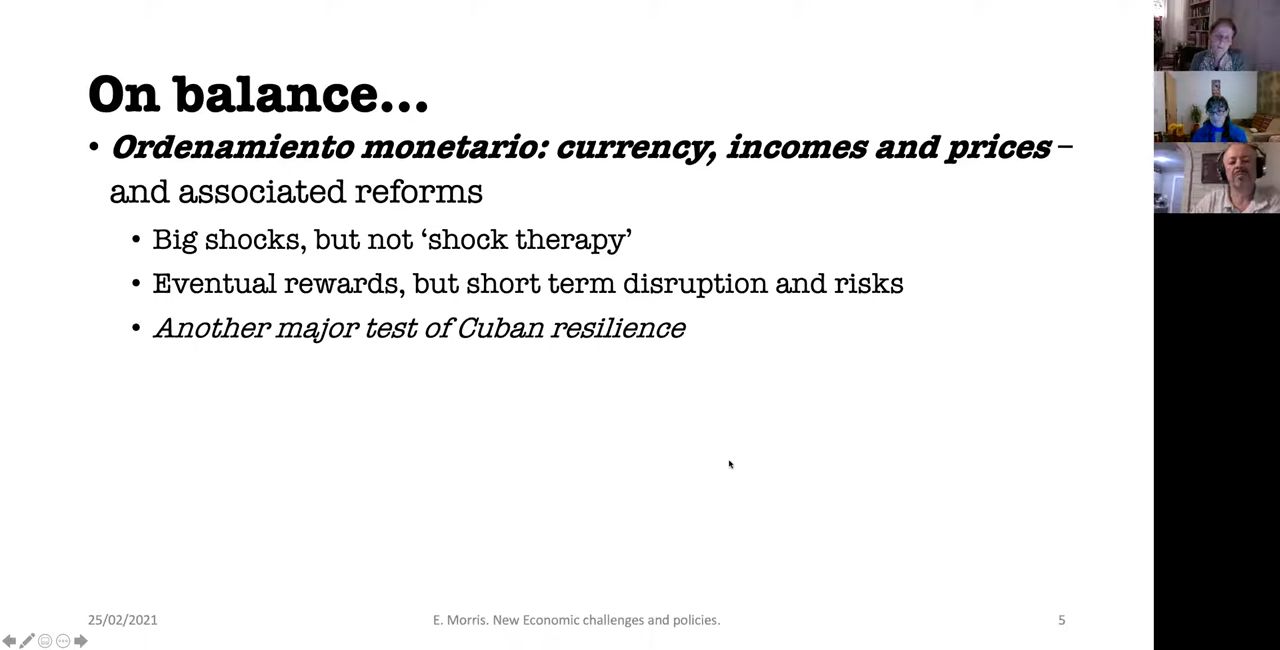 On balance…
• Ordenamiento monetario: currency, incomes and prices –
and associated reforms
• Big shocks, but not ‘shock therapy’
• Eventual rewards, but short term disruption and risks
• Another major test of Cuban resilience
25/02/2021
E. Morris. New Economic challenges and policies.
5